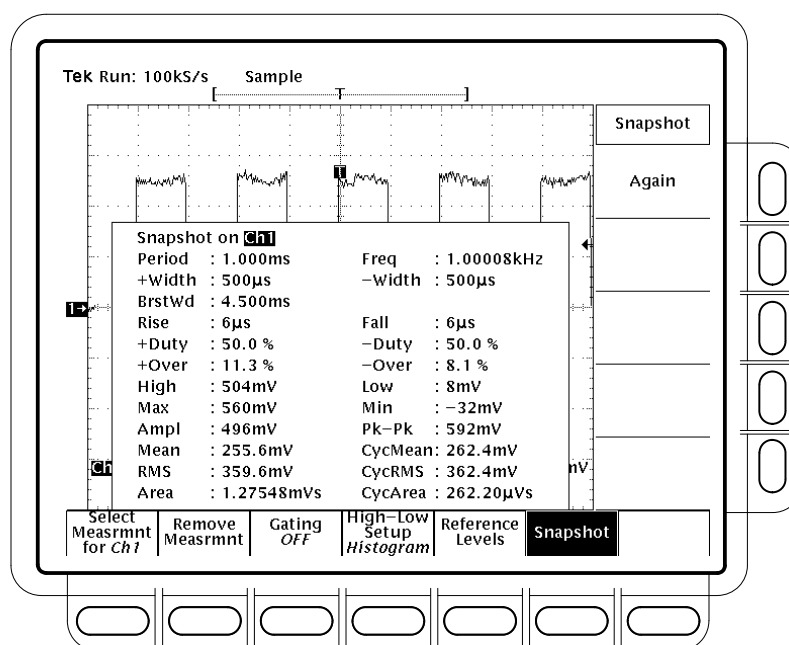 Tek Run: 100kS/s Sample
[ T ]
Snapshot
T
Again
Snapshot on Ch1
Period : 1.000ms Freq : 1.00008kHz
+Width : 500µs −Width : 500µs
BrstWd : 4.500ms
1→
Rise : 6µs Fall : 6µs
+Duty : 50.0 % −Duty : 50.0 %
+Over : 11.3 % −Over : 8.1 %
High : 504mV Low : 8mV
Max : 560mV Min : −32mV
Ampl : 496mV Pk−Pk : 592mV
Mean : 255.6mV CycMean: 262.4mV
Ch
RMS : 359.6mV CycRMS : 362.4mV
mV
Area : 1.27548mVs CycArea : 262.20µVs
Select
Measrmnt
for Ch1
Remove
Measrmnt
Gating
OFF
High−Low
Setup
Histogram
Reference
Levels
Snapshot